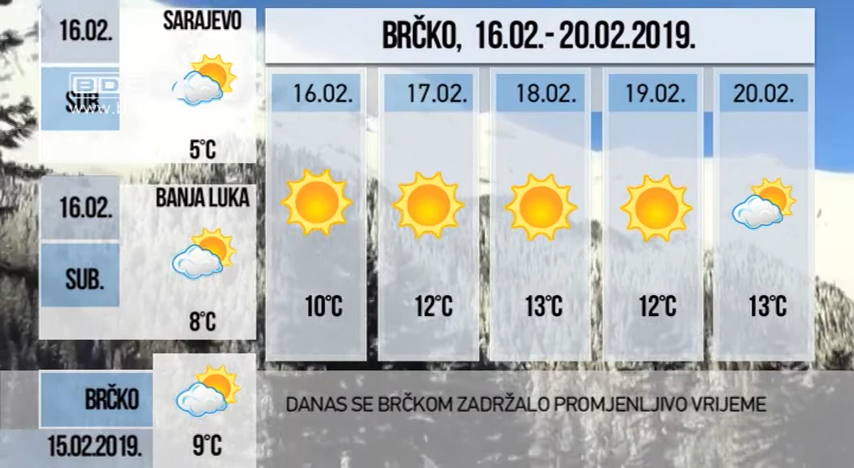 16.02.
SUB.
SARAJEVO
5°C
16.02.
SUB.
BANJA LUKA
8°C
BRČKO
15.02.2019.
9°C
BRČKO, 16.02.- 20.02.2019.
16.02.
17.02.
18.02.
19.02.
20.02.
10°C
12°C
13°C
12°C
13°C
DANAS SE BRČKOM ZADRŽALO PROMJENLJIVO VRIJEME